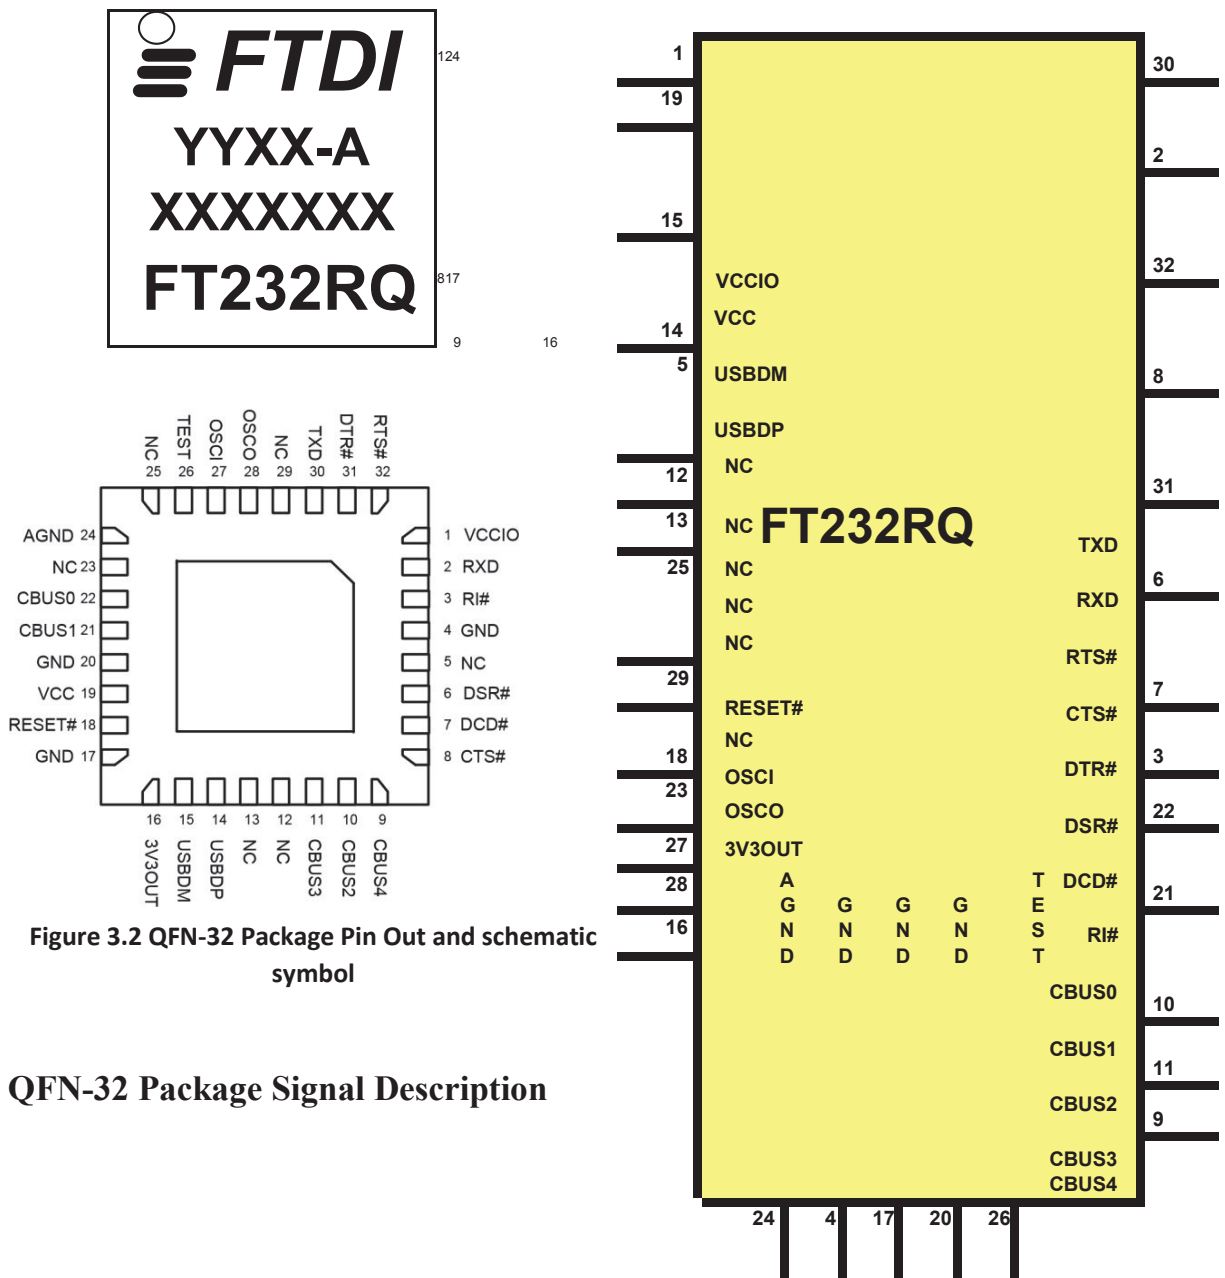 FTDI
YYXX-A
XXXXXXX
FT232RQ
124
817
9 16
NC TEST OSCI OSCO NC TXD DTR# RTS#
25 26 27 28 29 30 31 32
AGND 24
NC 23
CBUS0 22
CBUS1 21
GND 20
VCC 19
RESET# 18
GND 17
1 VCCIO
2 RXD
3 RI#
4 GND
5 NC
6 DSR#
7 DCD#
8 CTS#
16 15 14 13 12 11 10 9
3V3OUT USBDM USBDP NC NC CBUS3 CBUS2 CBUS4
Figure 3.2 QFN-32 Package Pin Out and schematic
symbol
QFN-32 Package Signal Description
1
19
15
14
5
12
13
25
29
18
23
27
28
16
VCCIO
VCC
USBDM
USBDP
NC
NC
NC
NC
NC
RESET#
NC
OSCI
OSCO
3V3OUT
FT232RQ
AGND GND GND GND TEST
TXD
RXD
RTS#
CTS#
DTR#
DSR#
DCD#
RI#
CBUS0
CBUS1
CBUS2
CBUS3
CBUS4
30
2
32
8
31
6
7
3
22
21
10
11
9
24 4 17 20 26